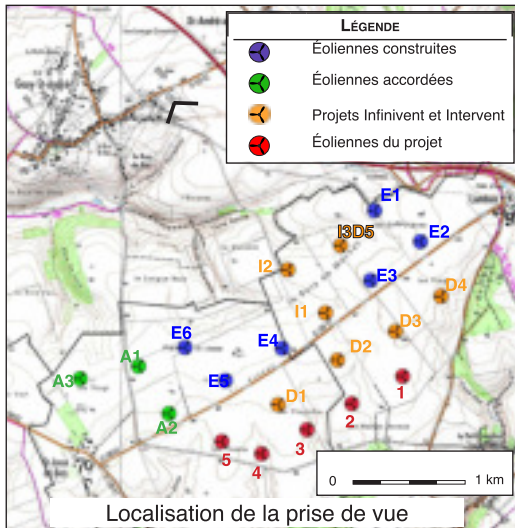 LÉGENDE
Éoliennes construites
Éoliennes accordées
Projets Infinivent et Intervent
Éoliennes du projet
E1
I3D5
E2
I2
E3
D4
I1
D3
E6
E4
D2
A1
A3
E5
1
D1
2
A2
3
5
4
0
1 km
Localisation de la prise de vue